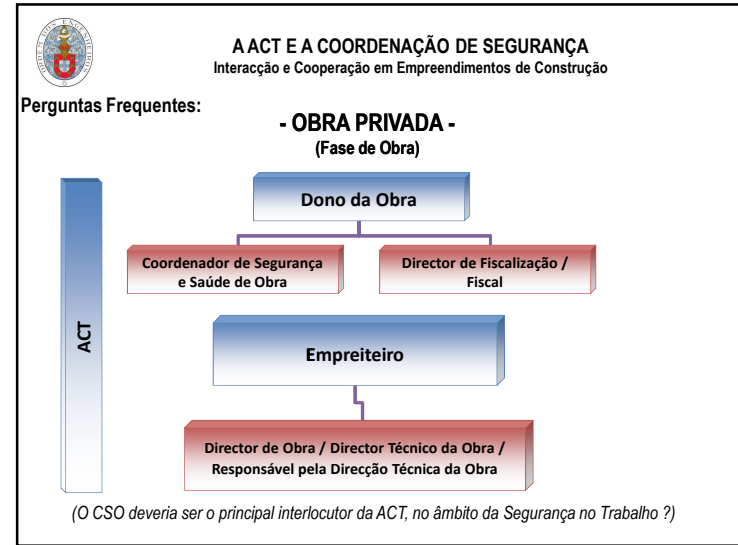 A ACT E A COORDENAÇÃO DE SEGURANÇA
Interacção e Cooperação em Empreendimentos de Construção
Perguntas Frequentes:
- OBRA PRIVADA -
(Fase de Obra)
Dono da Obra
Coordenador de Segurança
e Saúde de Obra
Director de Fiscalização /
Fiscal
ACT
Empreiteiro
Director de Obra / Director Técnico da Obra /
Responsável pela Direcção Técnica da Obra
(O CSO deveria ser o principal interlocutor da ACT, no âmbito da Segurança no Trabalho ?)